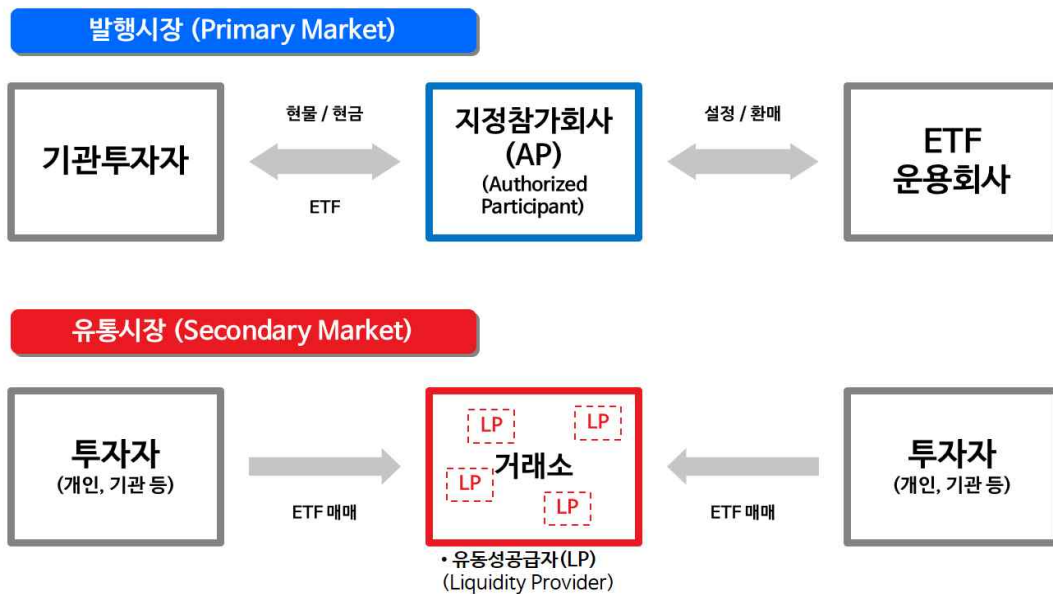 발행시장 (Primary Market)
기관투자자
현물 / 현금
ETF
지정참가회사
(AP)
(Authorized
Participant)
설정 / 환매
ETF
운용회사
유통시장 (Secondary Market)
투자자
(개인, 기관 등)
ETF 매매
LP
LP
거래소
LP
LP
• 유동성공급자(LP)
(Liquidity Provider)
ETF 매매
투자자
(개인, 기관 등)